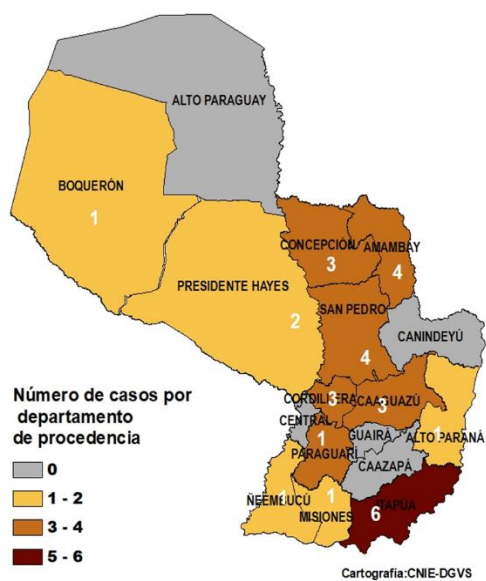 ALTO PARAGUAY
BOQUERÓN
1
CONCEPCIÓN
3
AMAMBAY
4
PRESIDENTE HAYES
2
SAN PEDRO
4
CANINDEYÚ
CORDILLERA
3
CAAGUAZÚ
3
CENTRAL
1
PARAGUARÍ
GUAIRÁ
ALTO PARANÁ
1
CAAZAPÁ
ÑEEMBUCÚ
1
MISIONES
1
ITAPÚA
6
Número de casos por
departamento
de procedencia
0
1 - 2
3 - 4
5 - 6
Cartografia:CNIE-DGVS